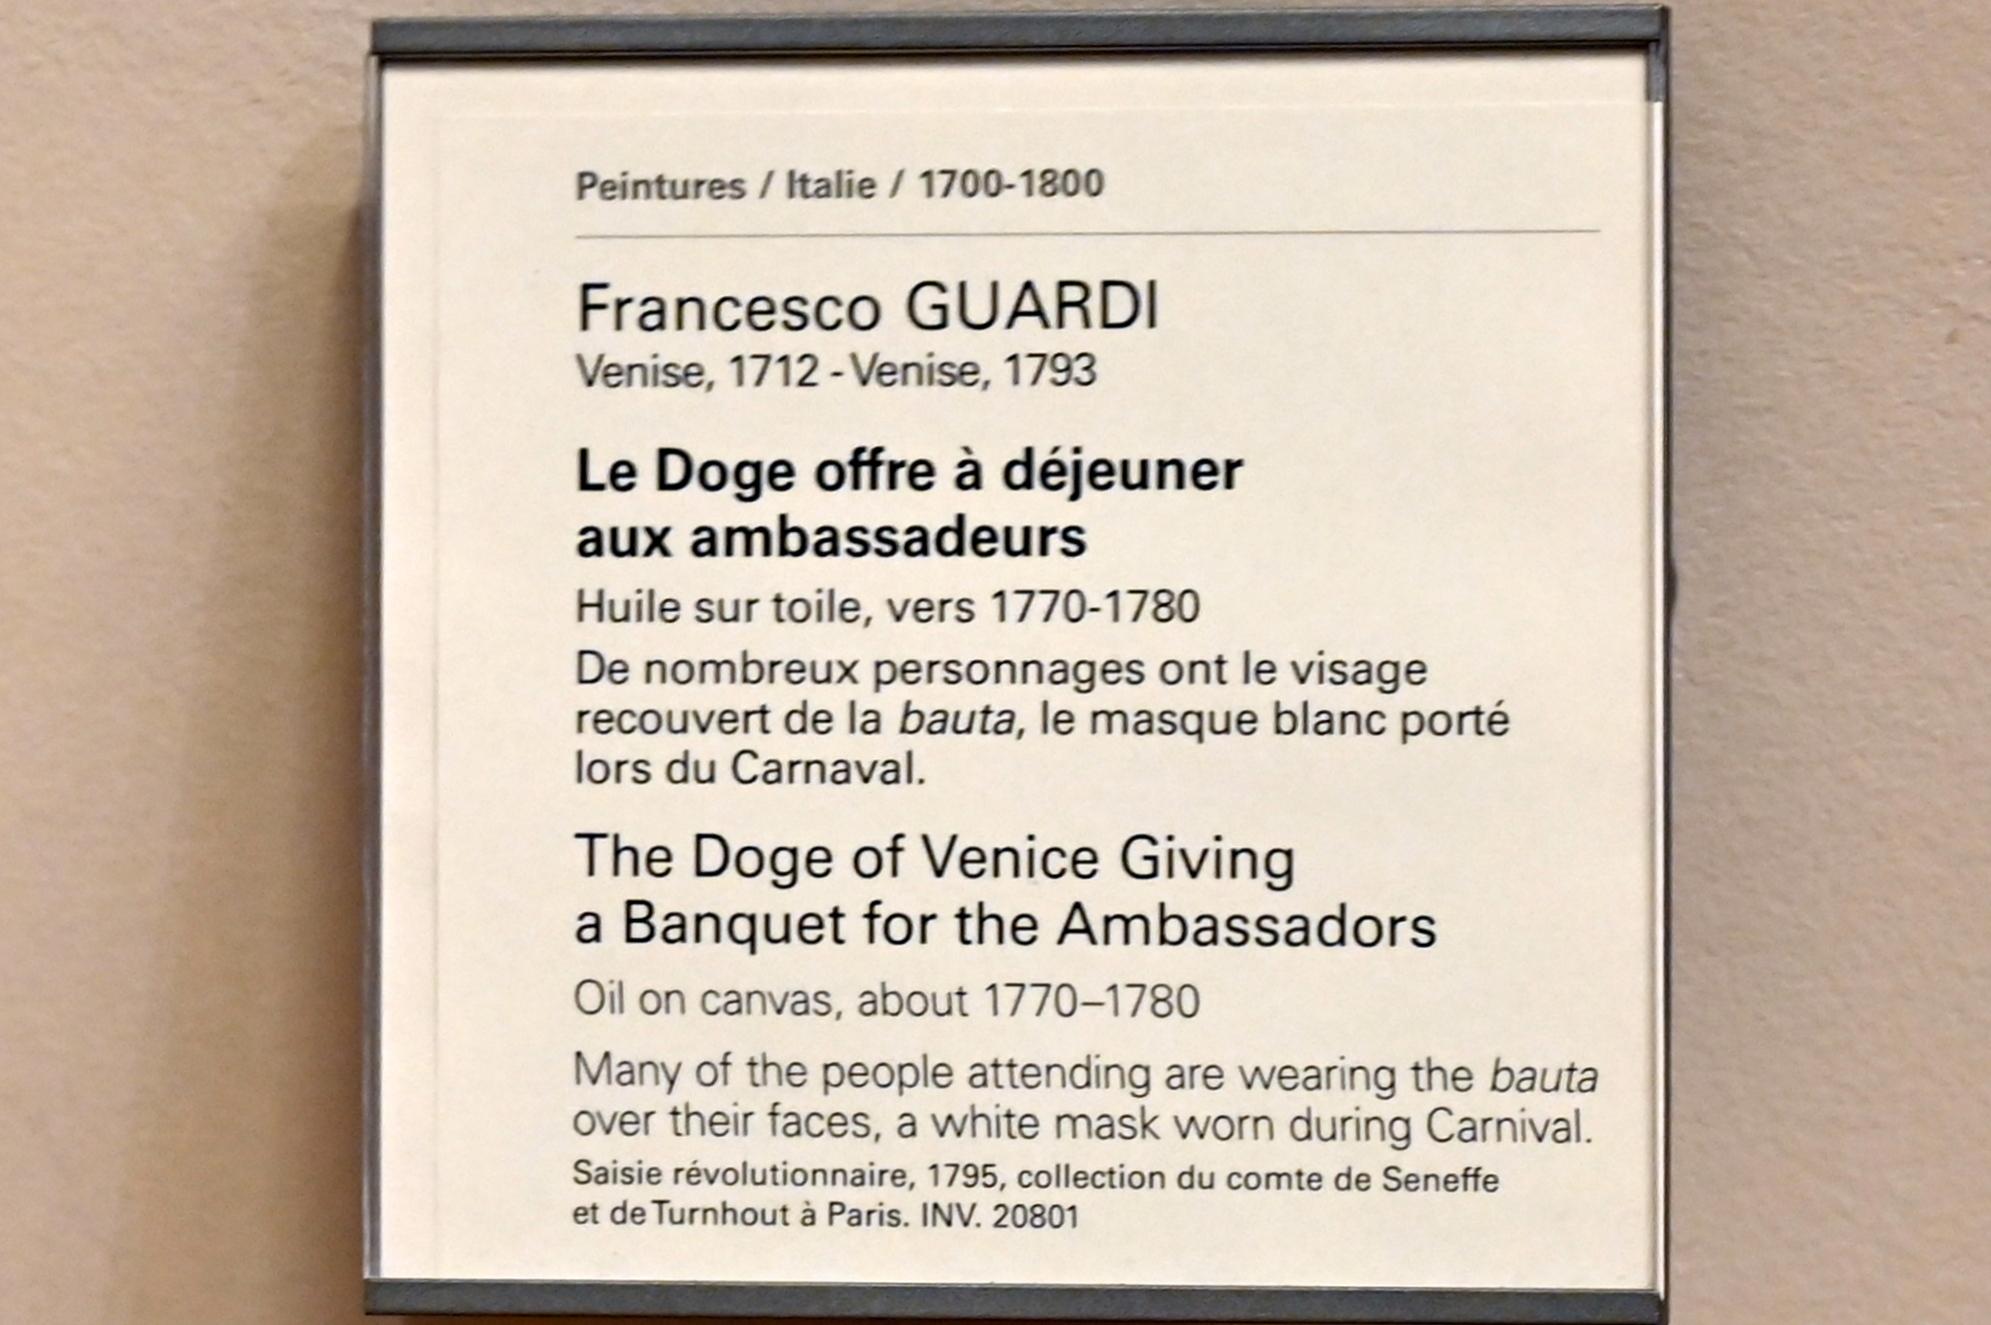 Peintures / Italie / 1700-1800
Francesco GUARDI
Venise, 1712 - Venise, 1793
Le Doge offre à déjeuner
aux ambassadeurs
Huile sur toile, vers 1770-1780
De nombreux personnages ont le visage
recouvert de la bauta, le masque blanc porté
lors du Carnaval.
The Doge of Venice Giving
a Banquet for the Ambassadors
Oil on canvas, about 1770–1780
Many of the people attending are wearing the bauta
over their faces, a white mask worn during Carnival.
Saisie révolutionnaire, 1795, collection du comte de Seneffe
et de Turnhout à Paris. INV. 20801